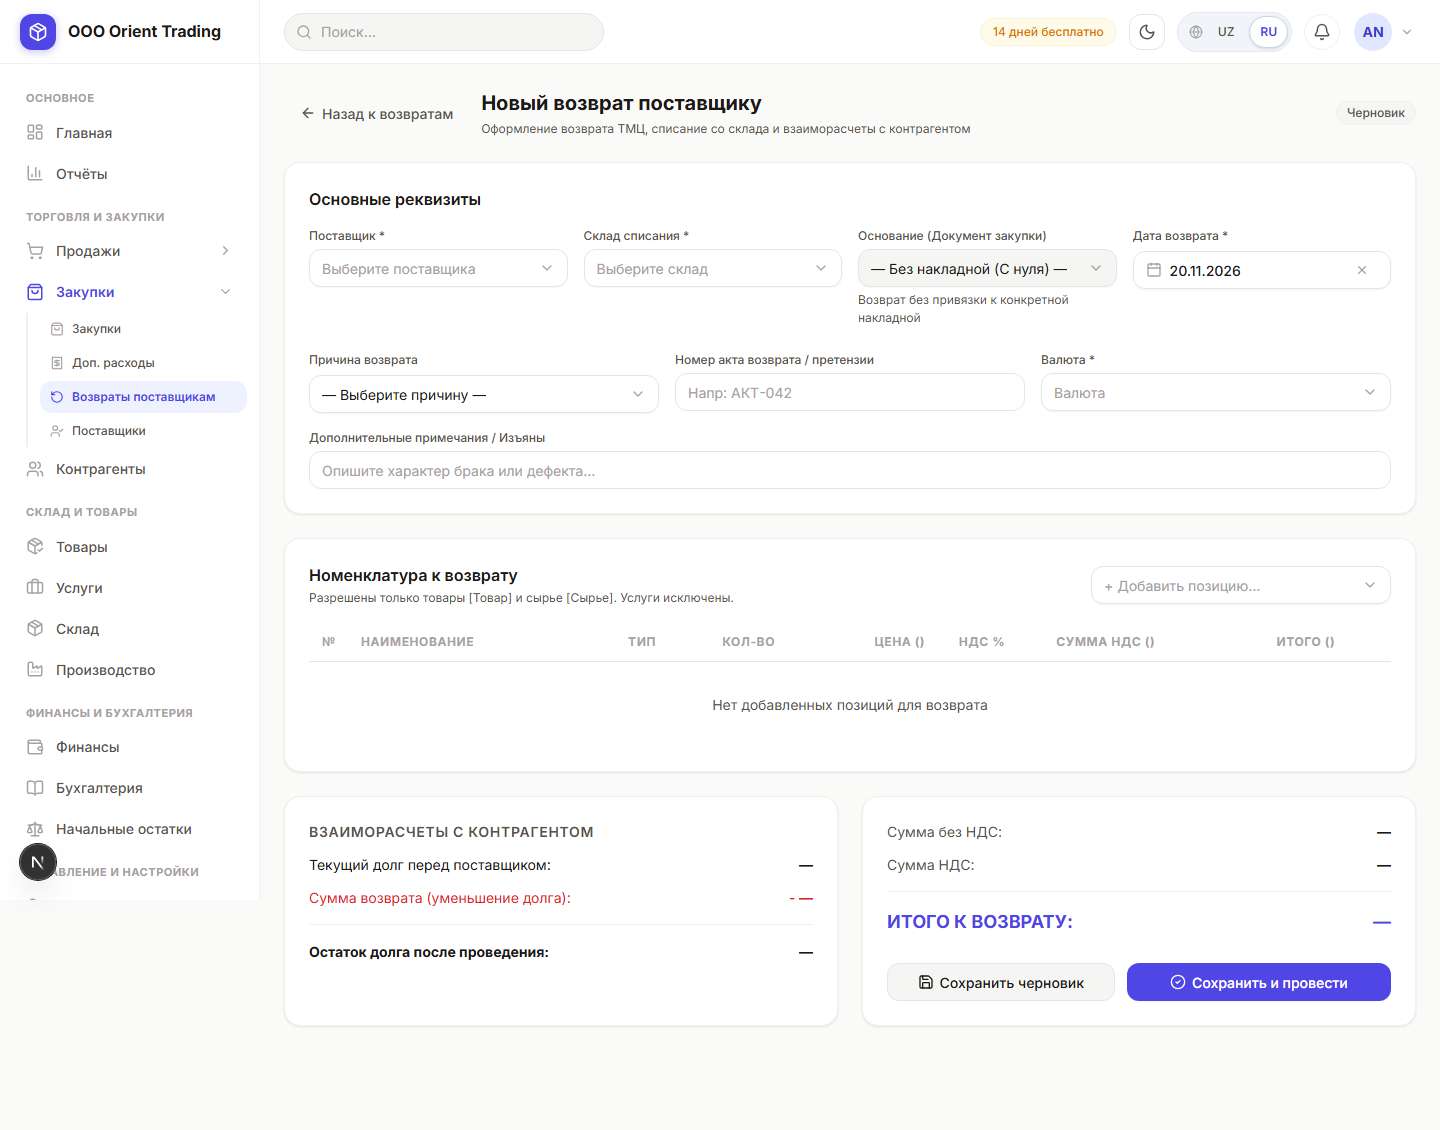 ООО Orient Trading
Поиск...
14 дней бесплатно
UZ
RU
AN
ОСНОВНОЕ
Главная
Отчёты
ТОРГОВЛЯ И ЗАКУПКИ
Продажи
Закупки
Закупки
Доп. расходы
Возвраты поставщикам
Поставщики
Контрагенты
СКЛАД И ТОВАРЫ
Товары
Услуги
Склад
Производство
ФИНАНСЫ И БУХГАЛТЕРИЯ
Финансы
Бухгалтерия
Начальные остатки
АВЛЕНИЕ И НАСТРОЙКИ
N
Назад к возвратам
Новый возврат поставщику
Оформление возврата ТМЦ, списание со склада и взаиморасчеты с контрагентом
Черновик
Основные реквизиты
Поставщик *
Выберите поставщика
Склад списания *
Выберите склад
Основание (Документ закупки)
— Без накладной (С нуля) —
Возврат без привязки к конкретной
накладной
Дата возврата *
20.11.2026
Причина возврата
— Выберите причину —
Номер акта возврата / претензии
Напр: АКТ-042
Валюта *
Валюта
Дополнительные примечания / Изъяны
Опишите характер брака или дефекта...
Номенклатура к возврату
Разрешены только товары [Товар] и сырье [Сырье]. Услуги исключены.
+ Добавить позицию...
№ НАИМЕНОВАНИЕ ТИП КОЛ-ВО ЦЕНА () НДС % СУММА НДС () ИТОГО ()
Нет добавленных позиций для возврата
ВЗАИМОРАСЧЕТЫ С КОНТРАГЕНТОМ
Текущий долг перед поставщиком: —
Сумма возврата (уменьшение долга): - —
Остаток долга после проведения: —
Сумма без НДС: —
Сумма НДС: —
ИТОГО К ВОЗВРАТУ: —
Сохранить черновик
Сохранить и провести